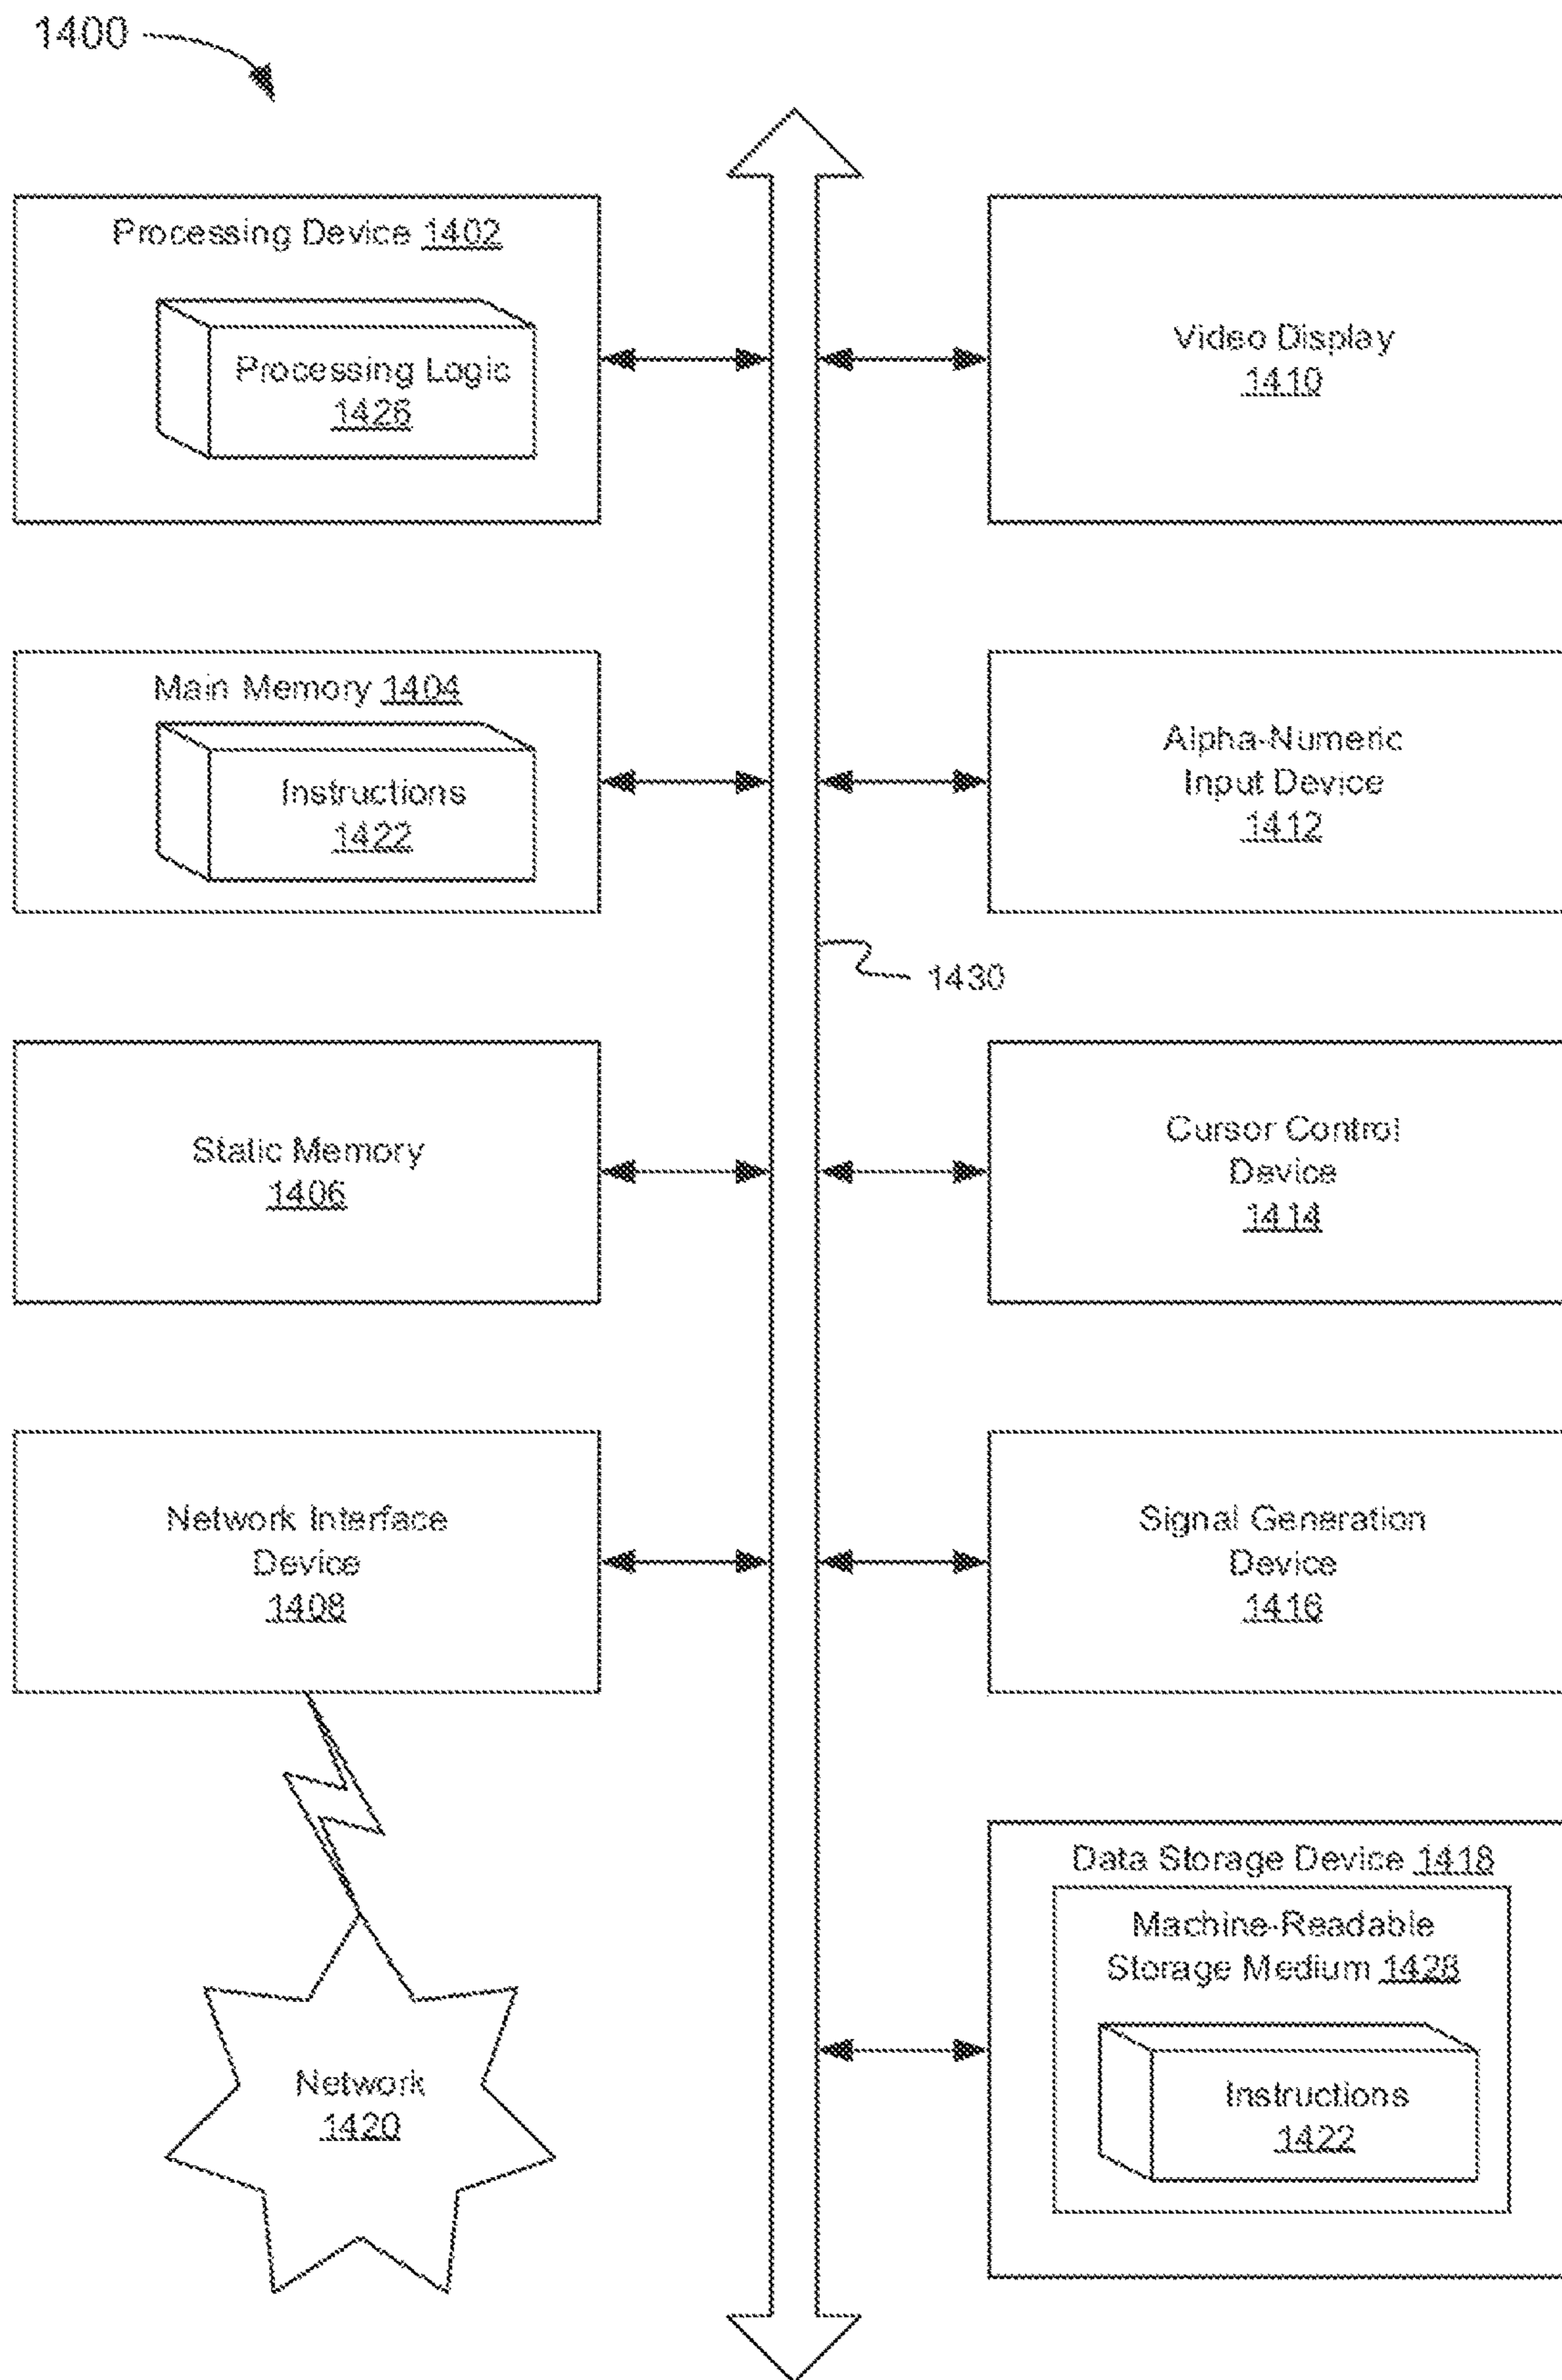 1400
Processing Device 1402
Processing Logic
1426
Video Display
1410
Main Memory 1404
Instructions
1422
Alpha-Numeric
Input Device
1412
1430
Static Memory
1406
Cursor Control
Device
1414
Network Interface
Device
1408
Signal Generation
Device
1416
Data Storage Device 1418
Machine-Readable
Storage Medium 1428
Instructions
1422
Network
1420